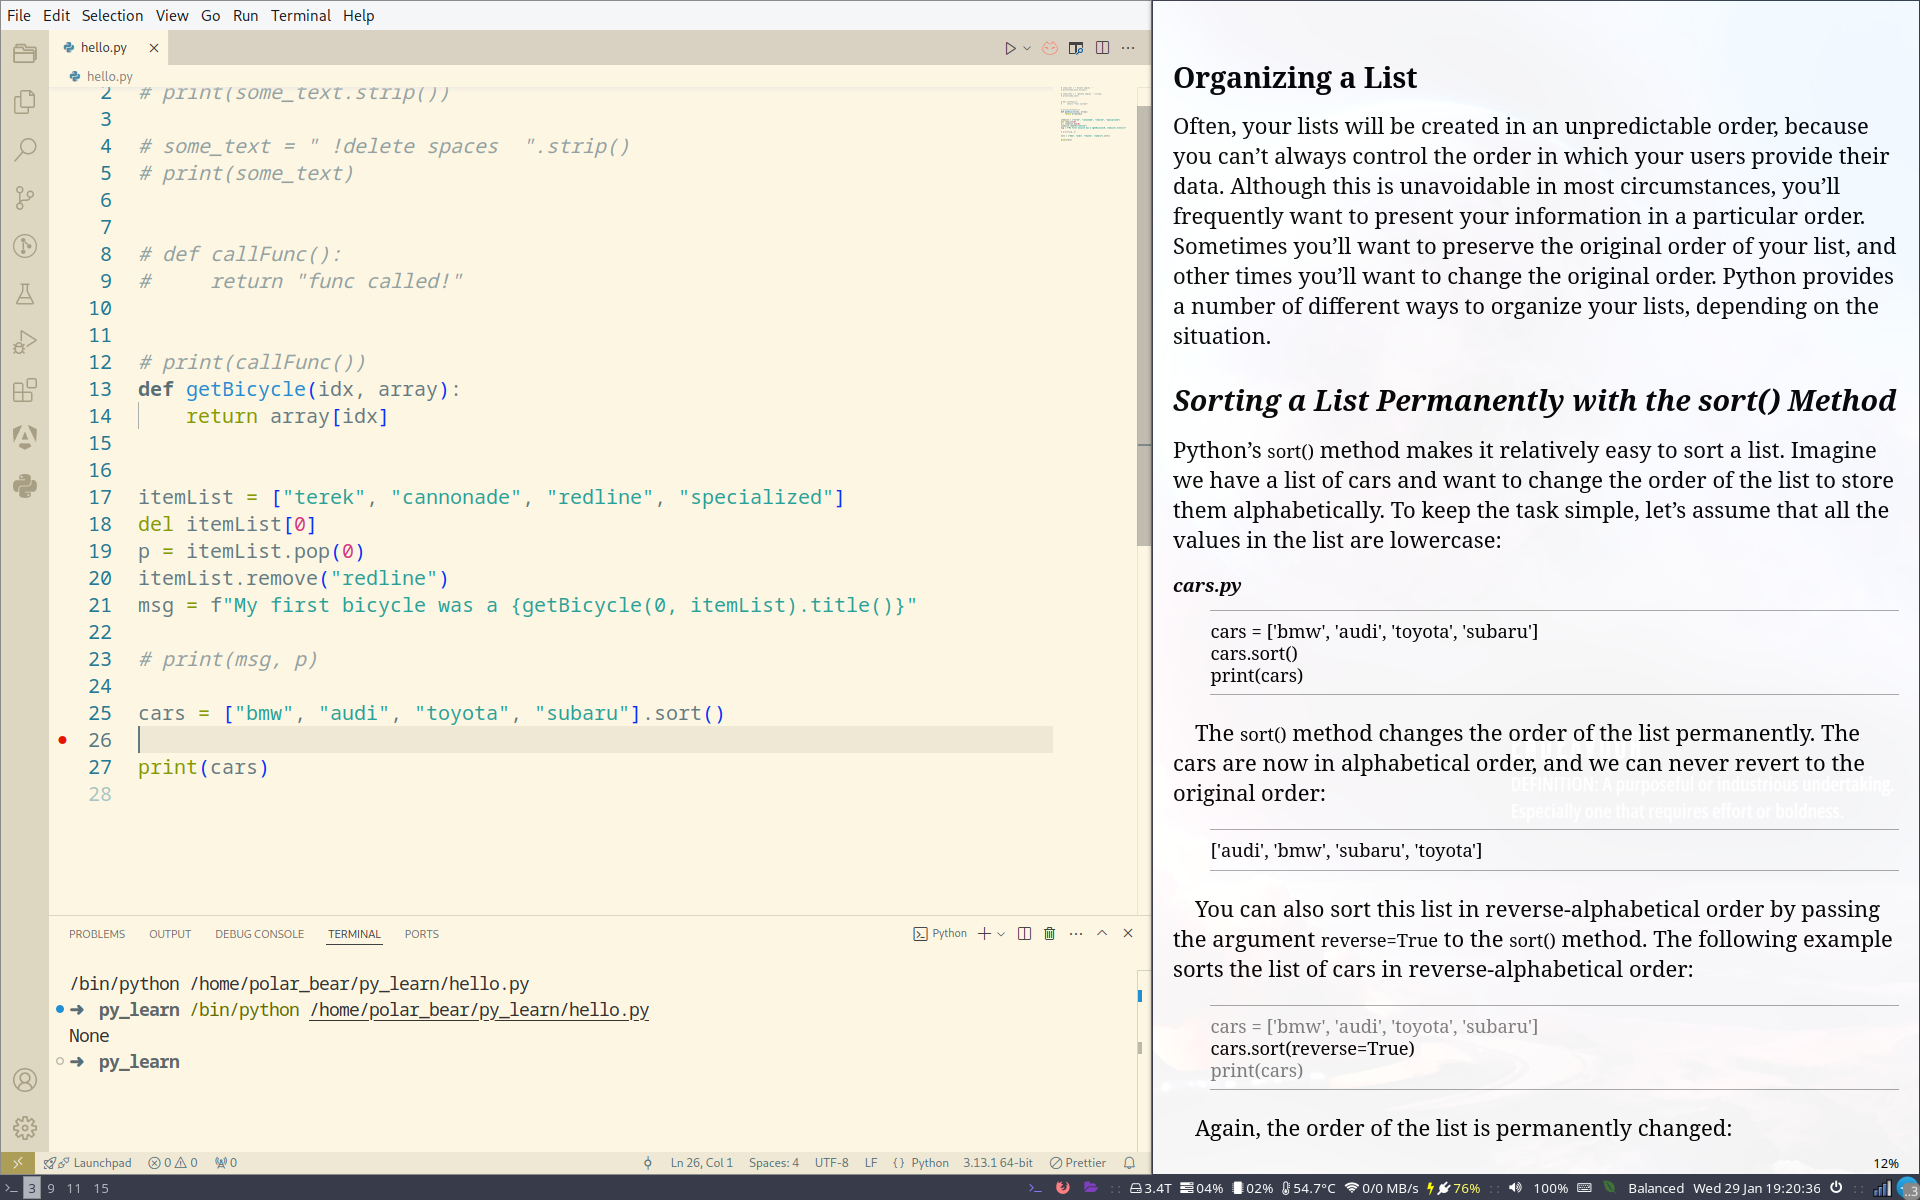 File Edit Selection View Go Run Terminal Help
hello.py
hello.py
2 # print(some_text.strip())
3
4 # some_text = " !delete spaces  ".strip()
5 # print(some_text)
6
7
8 # def callFunc():
9 #     return "func called!"
10
11
12 # print(callFunc())
13 def getBicycle(idx, array):
14     return array[idx]
15
16
17 itemList = ["terek", "cannonade", "redline", "specialized"]
18 del itemList[0]
19 p = itemList.pop(0)
20 itemList.remove("redline")
21 msg = f"My first bicycle was a {getBicycle(0, itemList).title()}"
22
23 # print(msg, p)
24
25 cars = ["bmw", "audi", "toyota", "subaru"].sort()
26
27 print(cars)
28
PROBLEMS OUTPUT DEBUG CONSOLE TERMINAL PORTS Python
/bin/python /home/polar_bear/py_learn/hello.py
➜ py_learn /bin/python /home/polar_bear/py_learn/hello.py
None
➜ py_learn
Launchpad 0 0 0 Ln 26, Col 1 Spaces: 4 UTF-8 LF {} Python 3.13.1 64-bit Prettier
Organizing a List
Often, your lists will be created in an unpredictable order, because
you can’t always control the order in which your users provide their
data. Although this is unavoidable in most circumstances, you’ll
frequently want to present your information in a particular order.
Sometimes you’ll want to preserve the original order of your list, and
other times you’ll want to change the original order. Python provides
a number of different ways to organize your lists, depending on the
situation.
Sorting a List Permanently with the sort() Method
Python’s sort() method makes it relatively easy to sort a list. Imagine
we have a list of cars and want to change the order of the list to store
them alphabetically. To keep the task simple, let’s assume that all the
values in the list are lowercase:
cars.py
cars = ['bmw', 'audi', 'toyota', 'subaru']
cars.sort()
print(cars)
The sort() method changes the order of the list permanently. The
cars are now in alphabetical order, and we can never revert to the
original order:
DEFINITION: A purposeful or industrious undertaking.
Especially one that requires effort or boldness.
['audi', 'bmw', 'subaru', 'toyota']
You can also sort this list in reverse-alphabetical order by passing
the argument reverse=True to the sort() method. The following example
sorts the list of cars in reverse-alphabetical order:
cars = ['bmw', 'audi', 'toyota', 'subaru']
cars.sort(reverse=True)
print(cars)
Again, the order of the list is permanently changed:
12%
3 9 11 15 3.4T 04% 02% 54.7°C 0/0 MB/s 76% 100% Balanced Wed 29 Jan 19:20:36 3